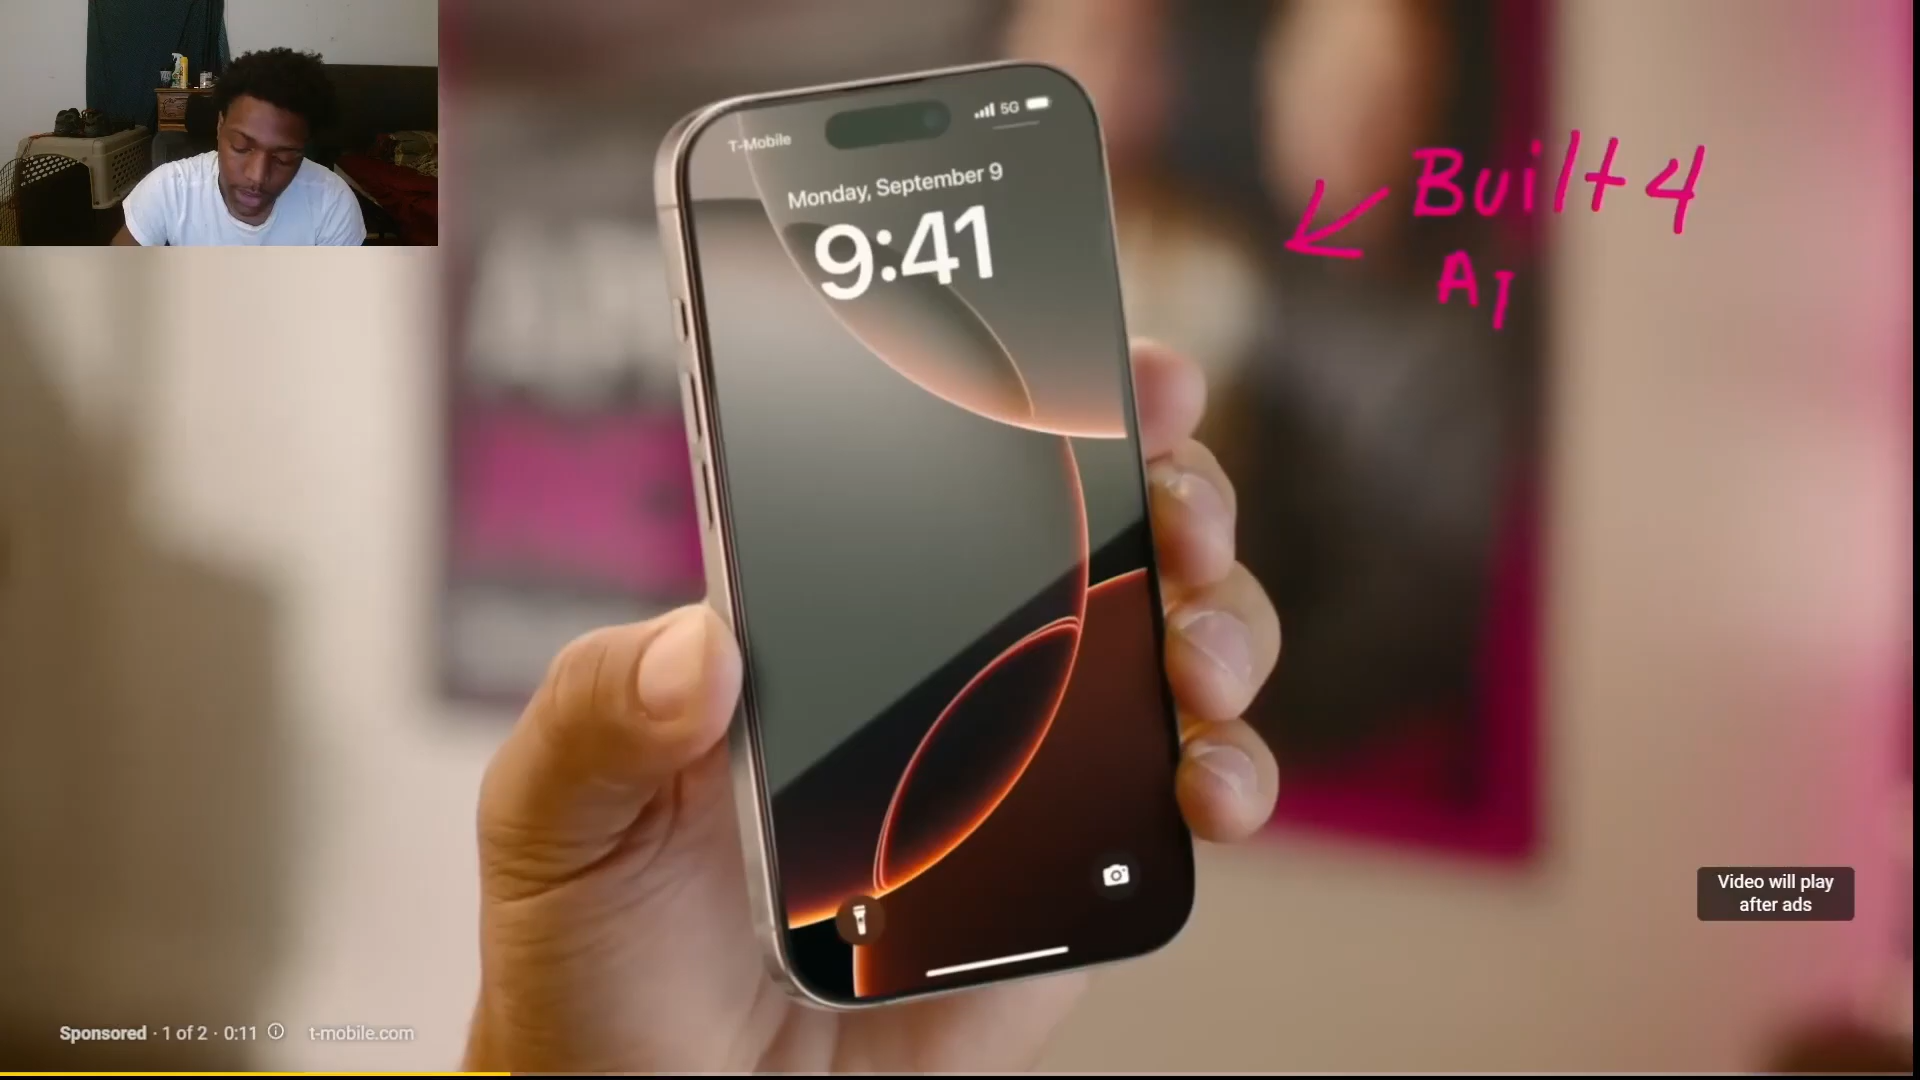 T-Mobile
5G
Monday, September 9
9:41
Built 4
AI
Video will play
after ads
Sponsored · 1 of 2 · 0:11
t-mobile.com